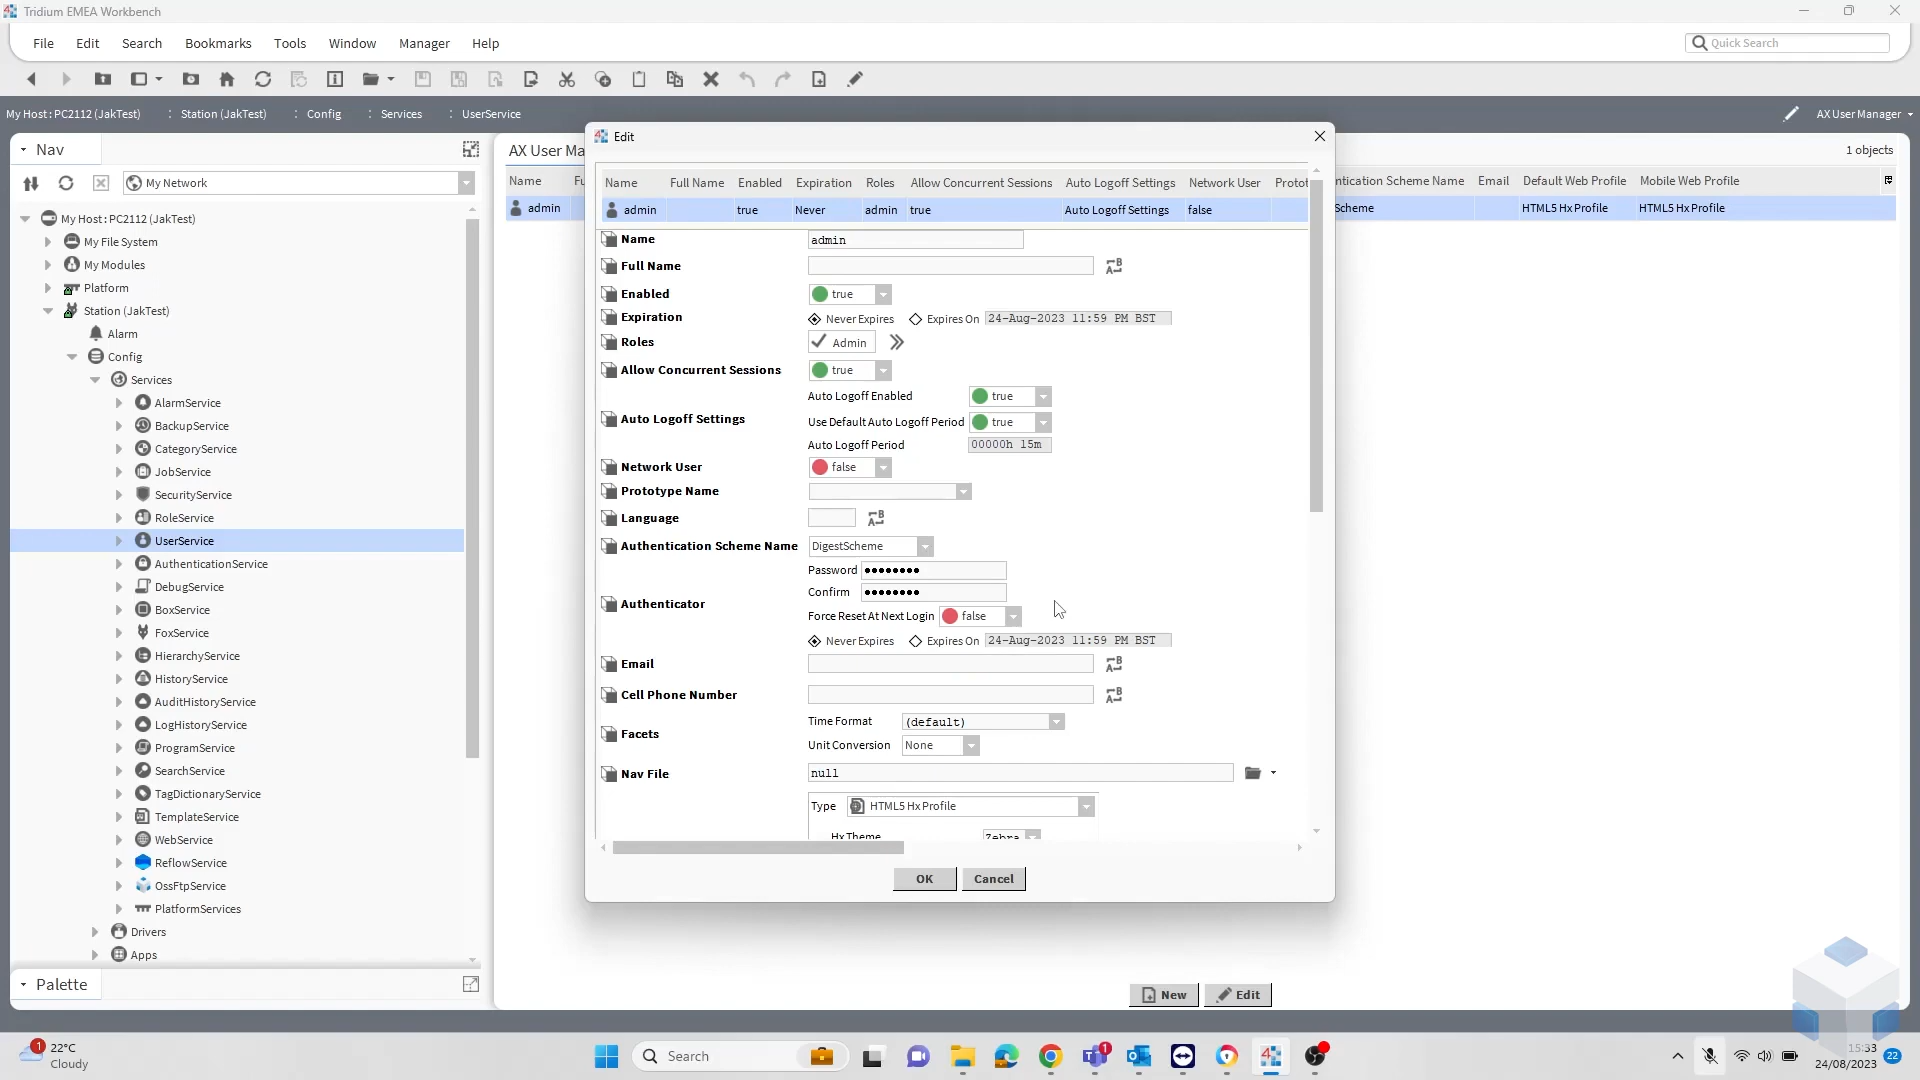 Tridium EMEA Workbench
File Edit Search Bookmarks Tools Window Manager Help
Quick Search
My Host : PC2112 (JakTest) : Station (JakTest) : Config : Services : UserService
AX User Manager
Nav
My Network
My Host : PC2112 (JakTest)
My File System
My Modules
Platform
Station (JakTest)
Alarm
Config
Services
AlarmService
BackupService
CategoryService
JobService
SecurityService
RoleService
UserService
AuthenticationService
DebugService
BoxService
FoxService
HierarchyService
HistoryService
AuditHistoryService
LogHistoryService
ProgramService
SearchService
TagDictionaryService
TemplateService
WebService
ReflowService
OssFtpService
PlatformServices
Drivers
Apps
Palette
AX User Ma
1 objects
Name Fu
ntication Scheme Name Email Default Web Profile Mobile Web Profile
admin
Scheme HTML5 Hx Profile HTML5 Hx Profile
Edit
Name Full Name Enabled Expiration Roles Allow Concurrent Sessions Auto Logoff Settings Network User Protot
admin true Never admin true Auto Logoff Settings false
Name admin
Full Name
Enabled true
Expiration Never Expires Expires On 24-Aug-2023 11:59 PM BST
Roles Admin
Allow Concurrent Sessions true
Auto Logoff Settings
Auto Logoff Enabled true
Use Default Auto Logoff Period true
Auto Logoff Period 00000h 15m
Network User false
Prototype Name
Language
Authentication Scheme Name DigestScheme
Authenticator
Password ••••••••
Confirm ••••••••
Force Reset At Next Login false
Never Expires Expires On 24-Aug-2023 11:59 PM BST
Email
Cell Phone Number
Facets
Time Format (default)
Unit Conversion None
Nav File null
Type HTML5 Hx Profile
Hx Theme Zebra
OK Cancel
New Edit
1
22°C
Cloudy
Search
1
15:33
24/08/2023
22